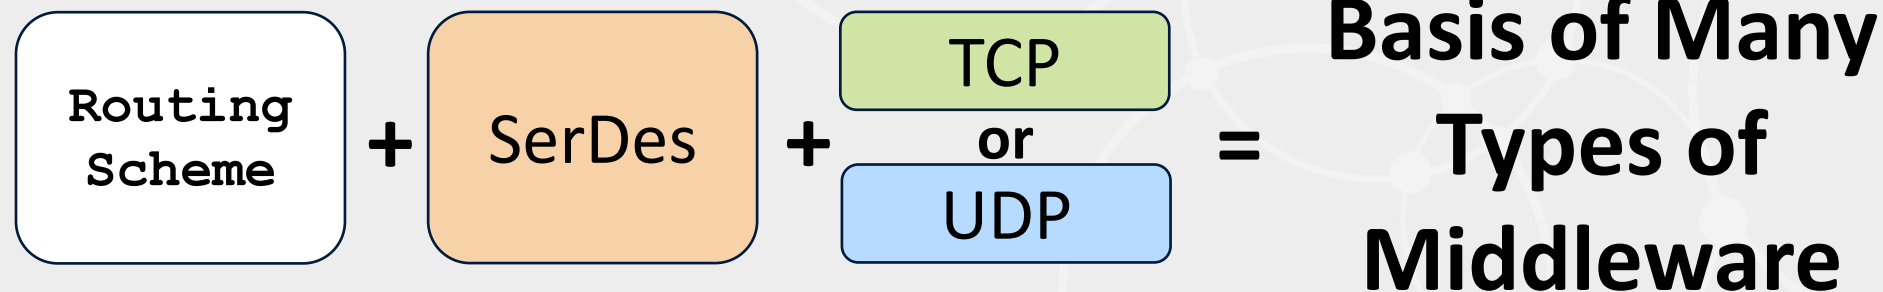 Routing
Scheme
+
SerDes
+
TCP
or
UDP
=
Basis of Many
Types of
Middleware